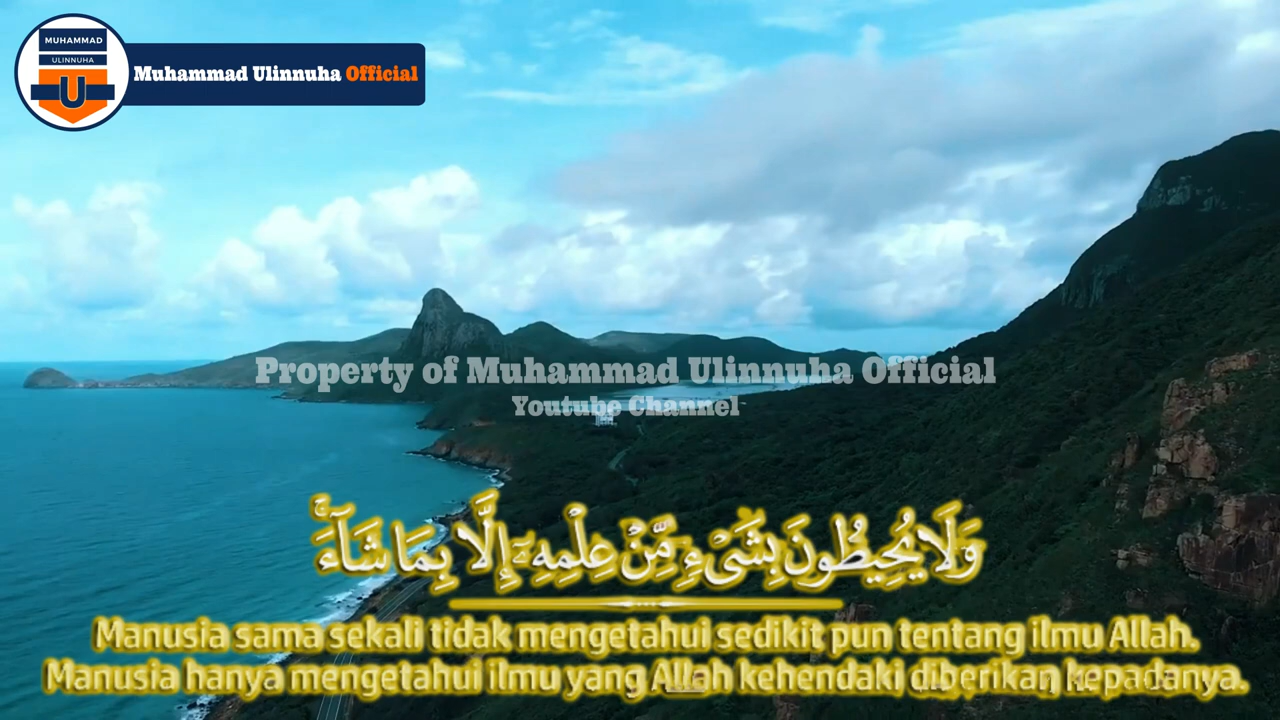 MUHAMMAD
ULINNUHA
U
Muhammad Ulinnuha Official
Property of Muhammad Ulinnuha Official
Youtube Channel
وَلَا يُحِيطُونَ بِشَىْءٍ مِّنْ عِلْمِهِۦٓ إِلَّا بِمَا شَآءَ ۚ
Manusia sama sekali tidak mengetahui sedikit pun tentang ilmu Allah.
Manusia hanya mengetahui ilmu yang Allah kehendaki diberikan kepadanya.